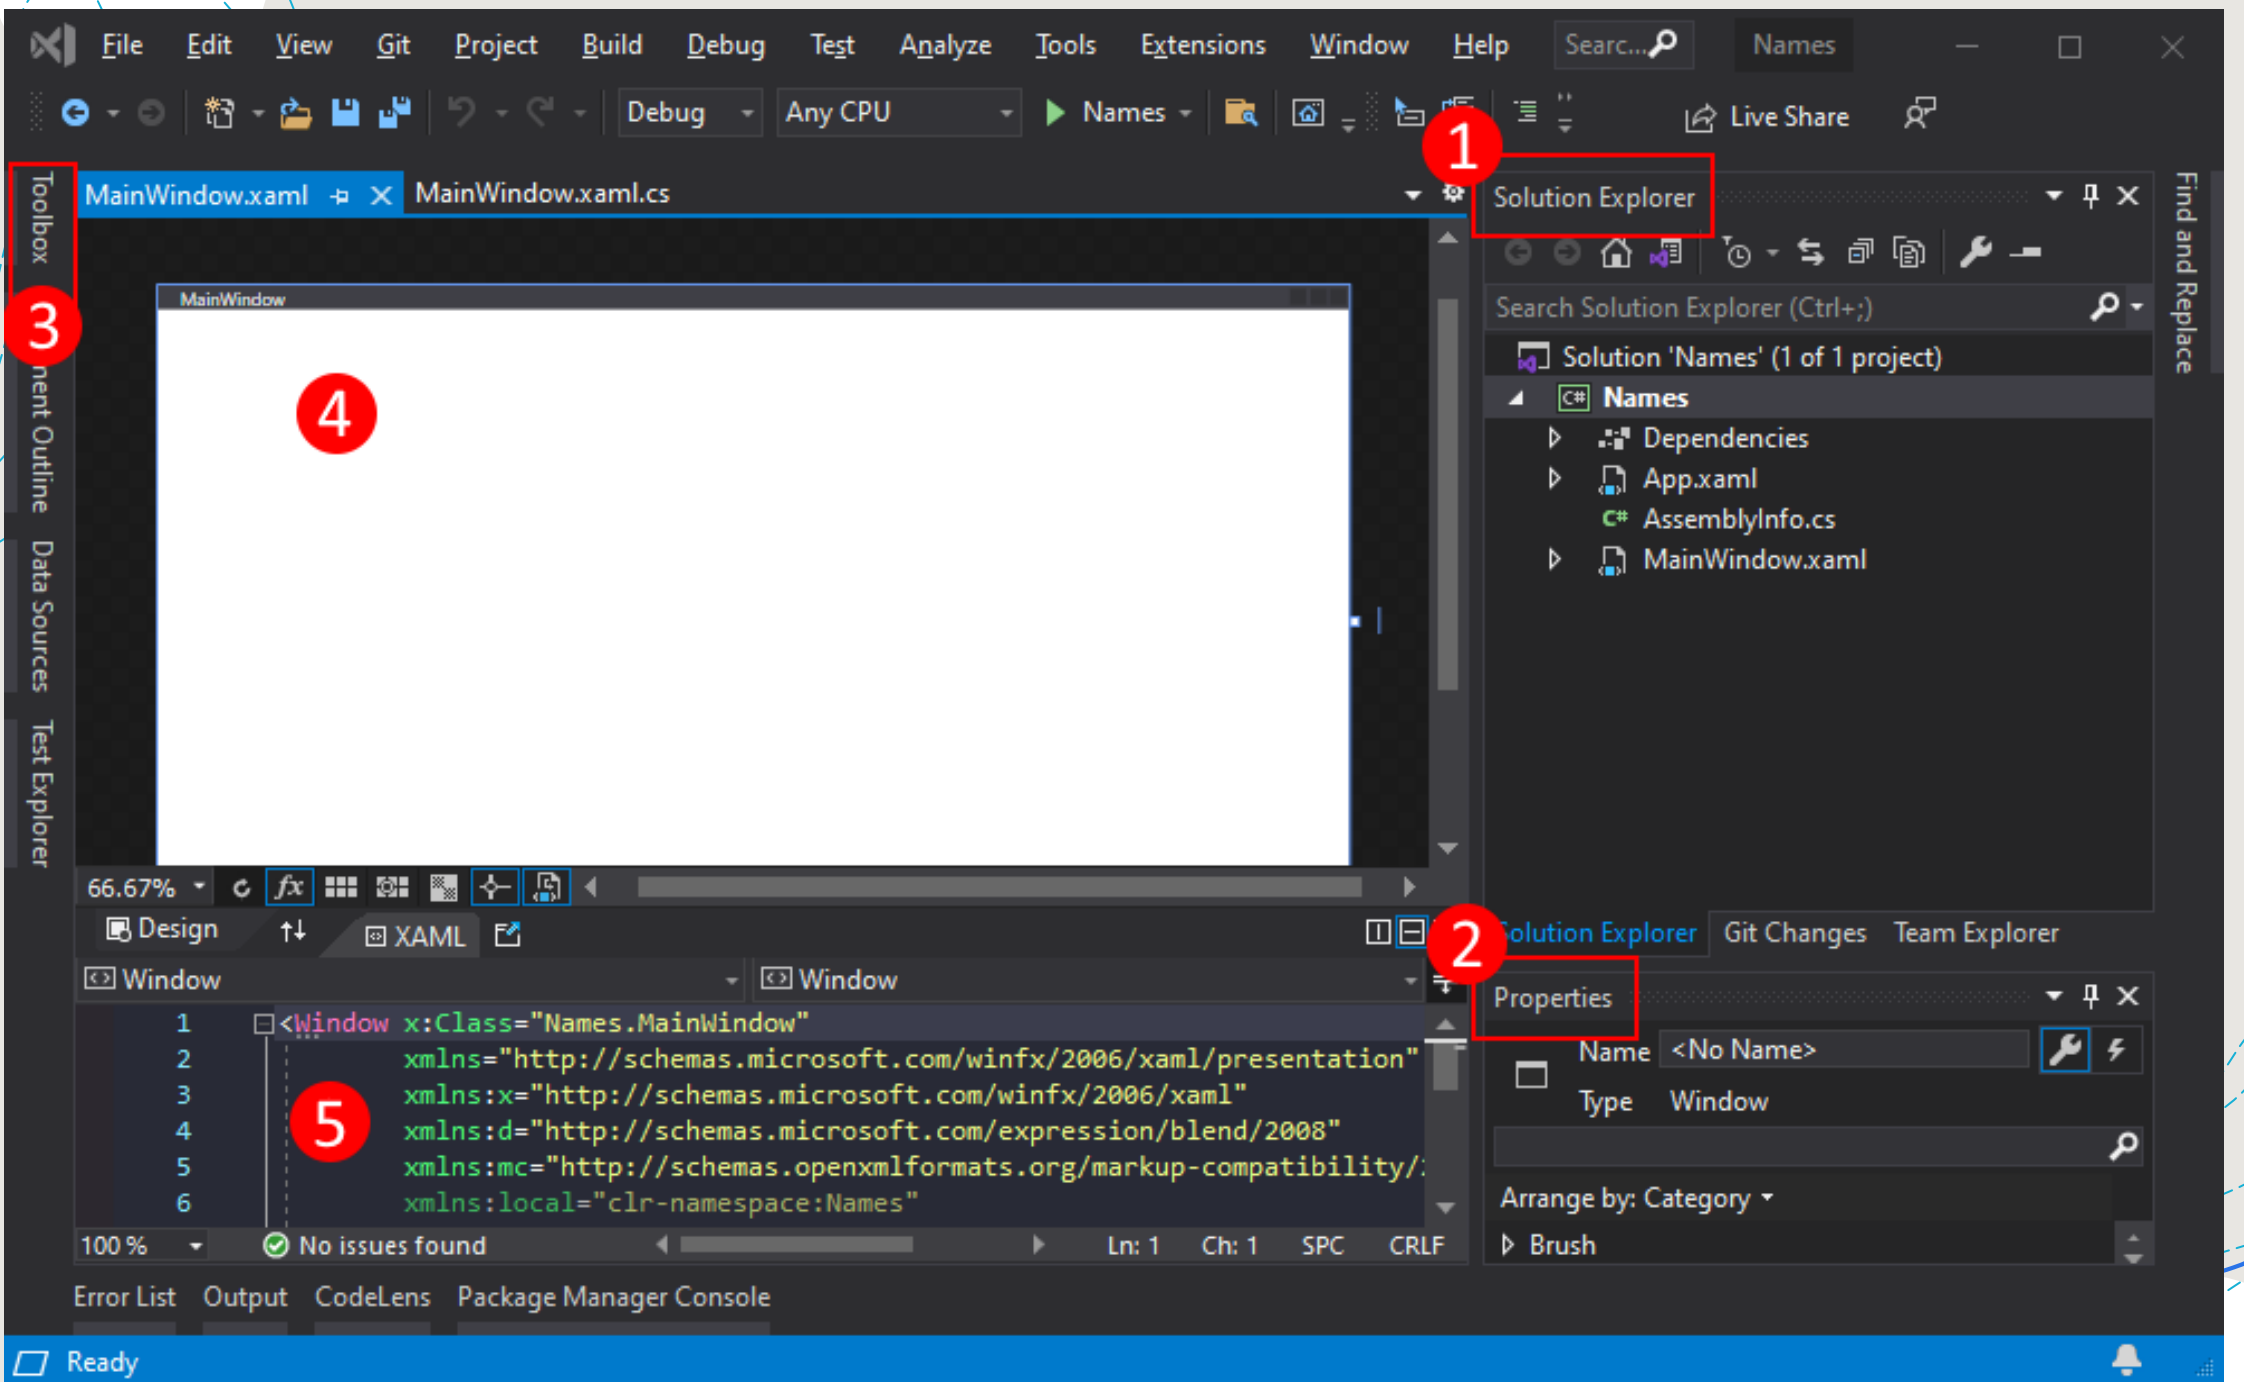 File Edit View Git Project Build Debug Test Analyze Tools Extensions Window Help Searc... Names
Debug Any CPU Names Live Share
1
Toolbox
3
nent Outline
Data Sources
Test Explorer
MainWindow.xaml MainWindow.xaml.cs
MainWindow
4
66.67% fx
Design XAML
Window Window
1 <Window x:Class="Names.MainWindow"
2 xmlns="http://schemas.microsoft.com/winfx/2006/xaml/presentation"
3 xmlns:x="http://schemas.microsoft.com/winfx/2006/xaml"
4 xmlns:d="http://schemas.microsoft.com/expression/blend/2008"
5 xmlns:mc="http://schemas.openxmlformats.org/markup-compatibility/
6 xmlns:local="clr-namespace:Names"
5
100 % No issues found Ln: 1 Ch: 1 SPC CRLF
Solution Explorer
Search Solution Explorer (Ctrl+;)
Solution 'Names' (1 of 1 project)
C# Names
Dependencies
App.xaml
C# AssemblyInfo.cs
MainWindow.xaml
2
Solution Explorer Git Changes Team Explorer
Properties
Name <No Name>
Type Window
Arrange by: Category
Brush
Find and Replace
Error List Output CodeLens Package Manager Console
Ready